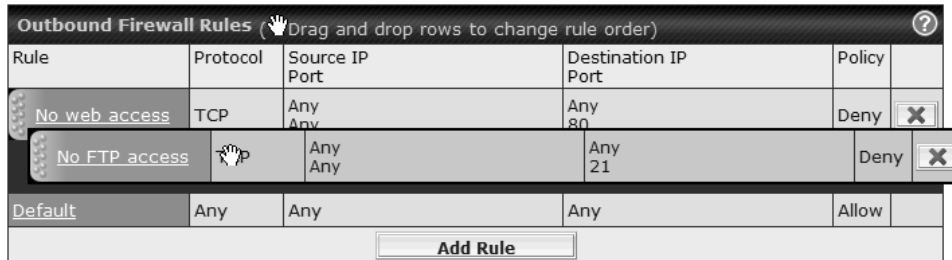 Outbound Firewall Rules ( Drag and drop rows to change rule order)
?
Rule Protocol Source IP Port Destination IP Port Policy
No web access TCP Any Any Any 80 Deny
No FTP access Any Any Any 21 Deny
Default Any Any Any Allow
Add Rule